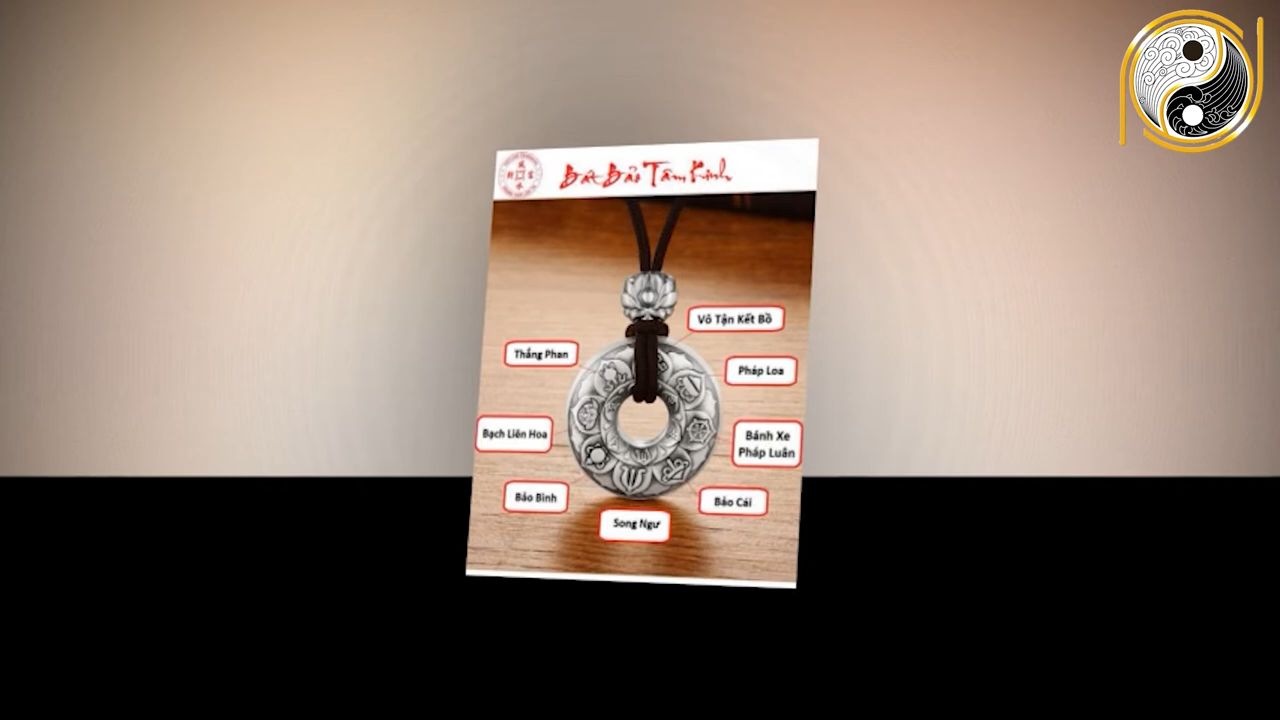 Bát Bảo Tâm Kinh
Vô Tận Kết Bồ
Thắng Phan
Pháp Loa
Bạch Liên Hoa
Bánh Xe
Pháp Luân
Bảo Bình
Bảo Cái
Song Ngư